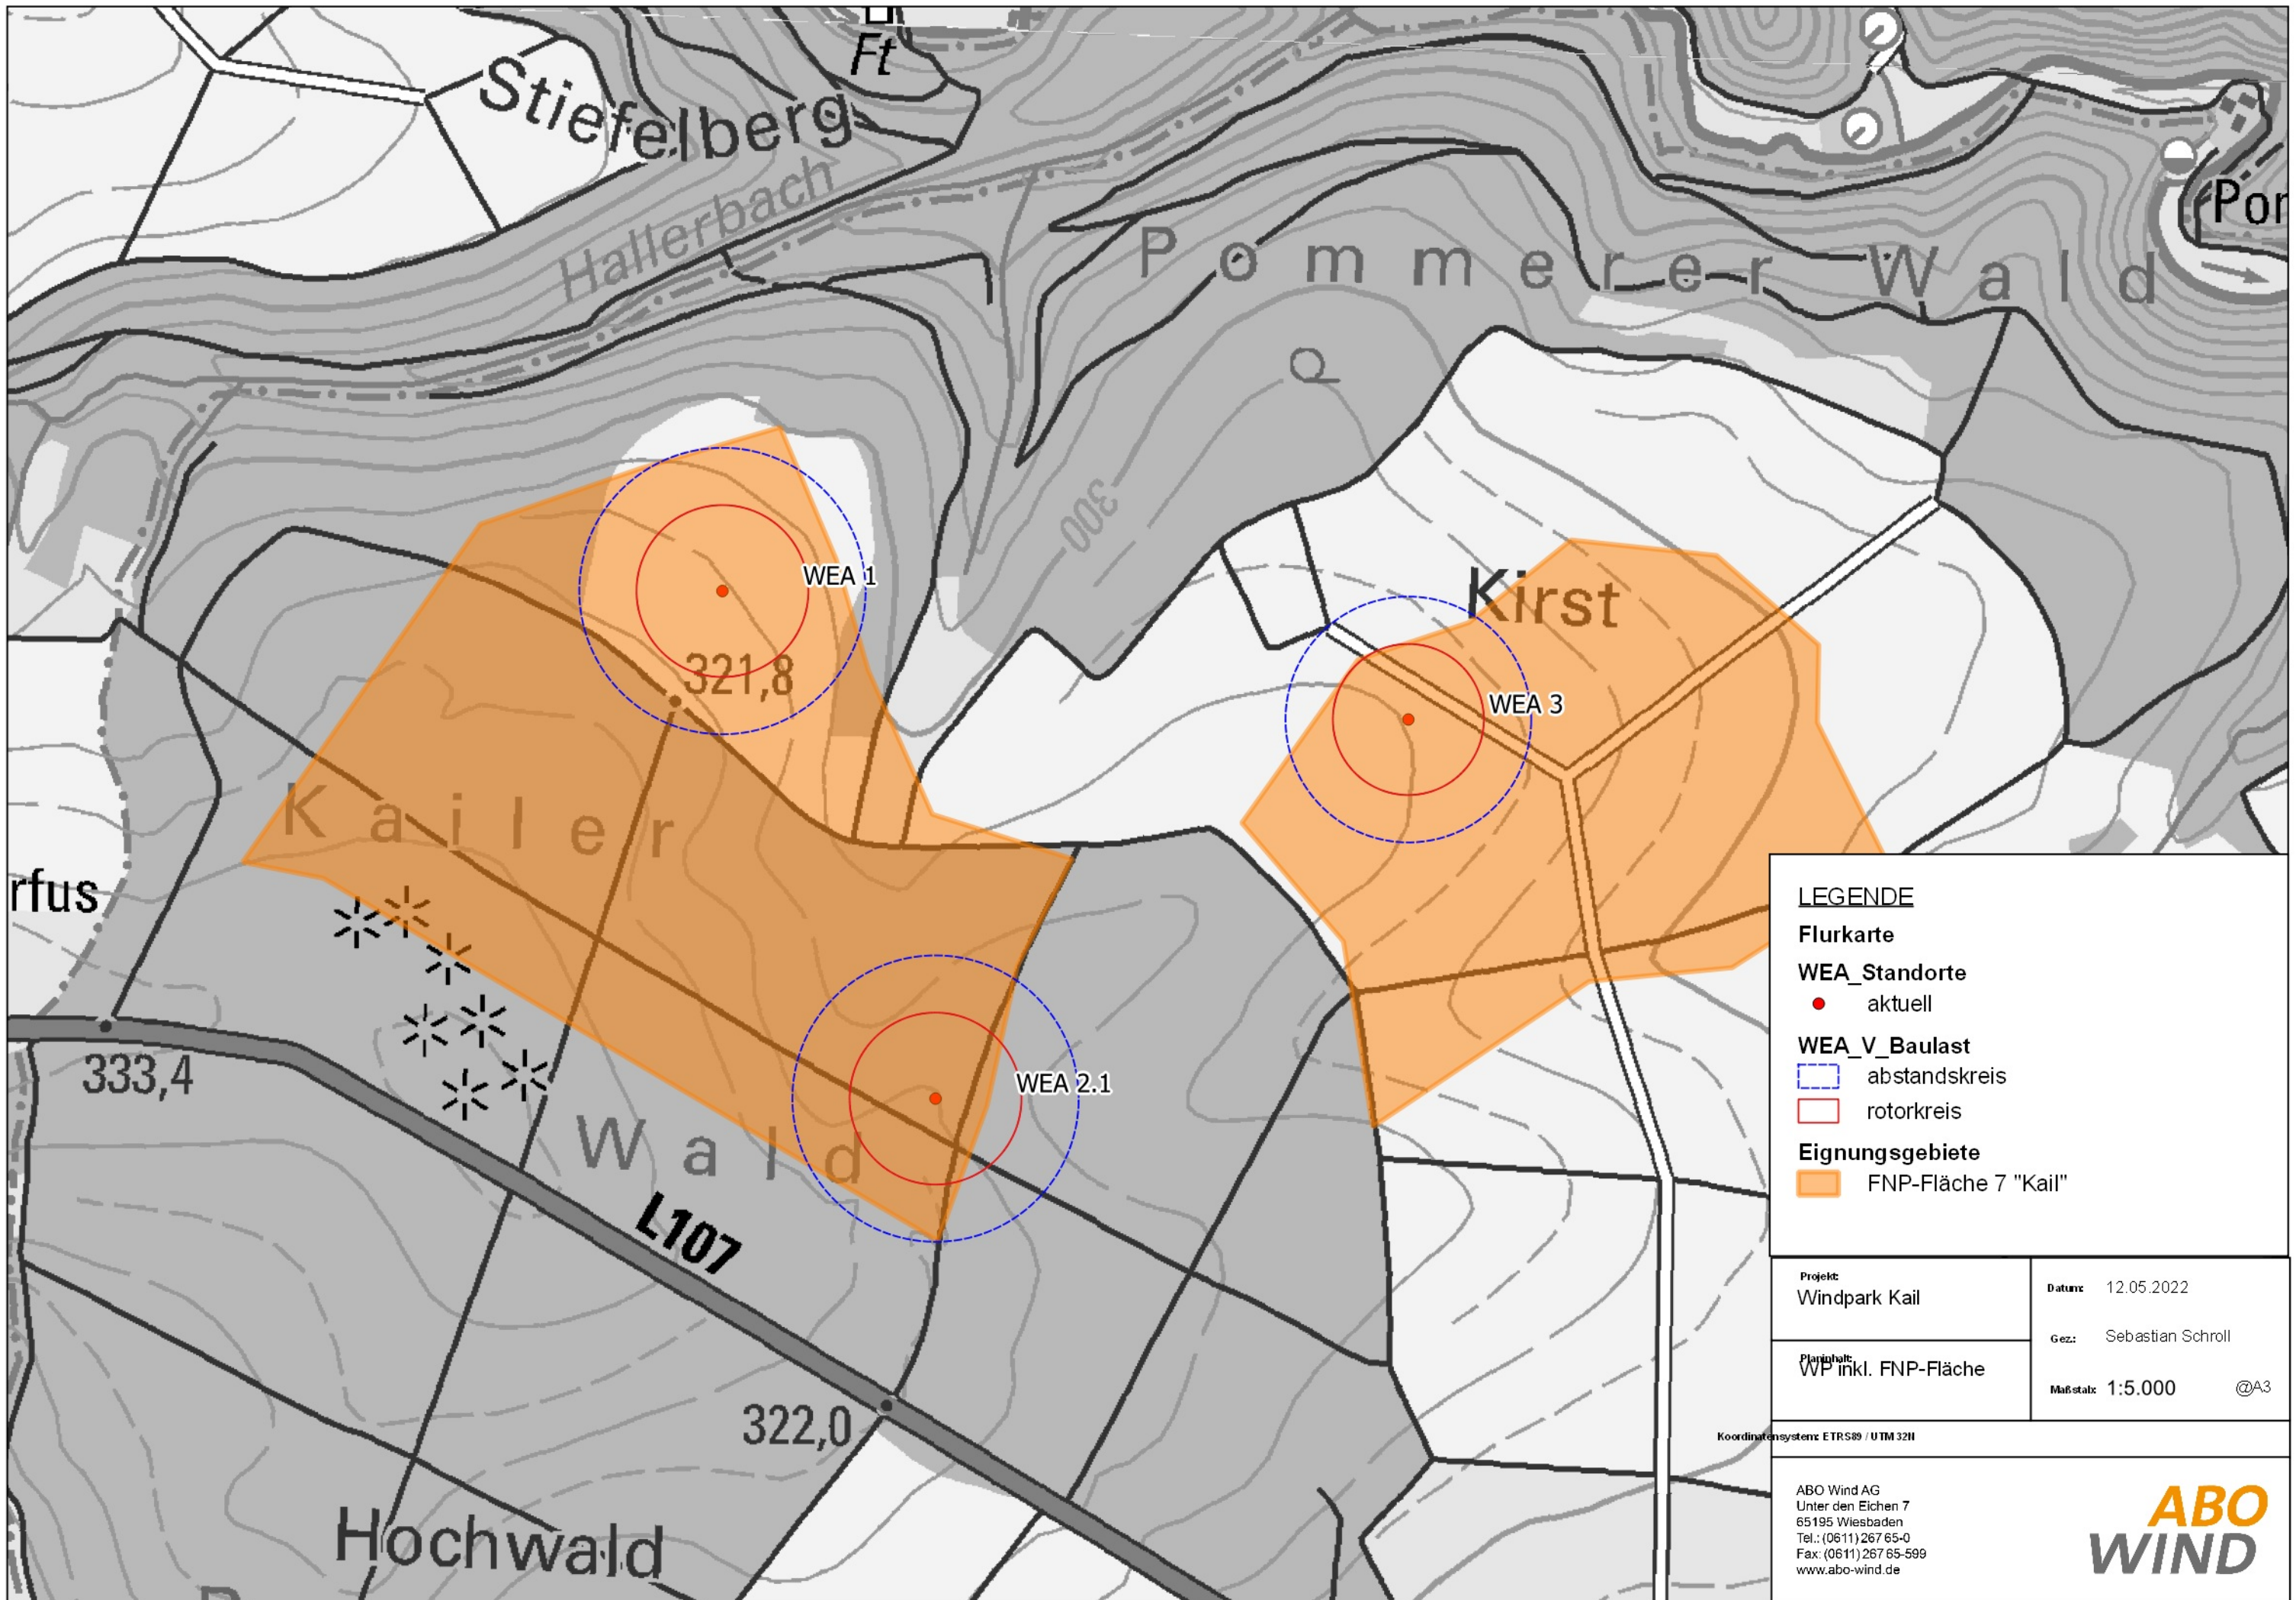 Ft
Stiefelberg
Hallerbach
Pommerer Wald
Por
300
Kirst
WEA 1
321,8
WEA 3
Kailer
rfus
WEA 2.1
333,4
Wald
L107
322,0
Hochwald
LEGENDE
Flurkarte
WEA_Standorte
aktuell
WEA_V_Baulast
abstandskreis
rotorkreis
Eignungsgebiete
FNP-Fläche 7 "Kail"
Projekt:
Windpark Kail
Datum: 12.05.2022
Gez.: Sebastian Schroll
Planinhalt:
WP inkl. FNP-Fläche
Maßstab: 1:5.000 @A3
Koordinatensystem: ETRS89 / UTM 32N
ABO Wind AG
Unter den Eichen 7
65195 Wiesbaden
Tel.: (0611) 267 65-0
Fax: (0611) 267 65-599
www.abo-wind.de
ABO
WIND